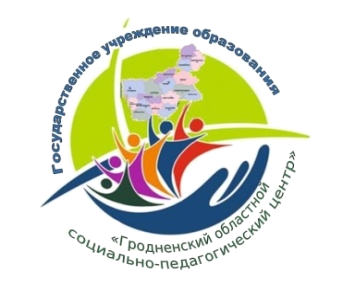 Государственное учреждение образования
«Гродненский областной
социально-педагогический центр»